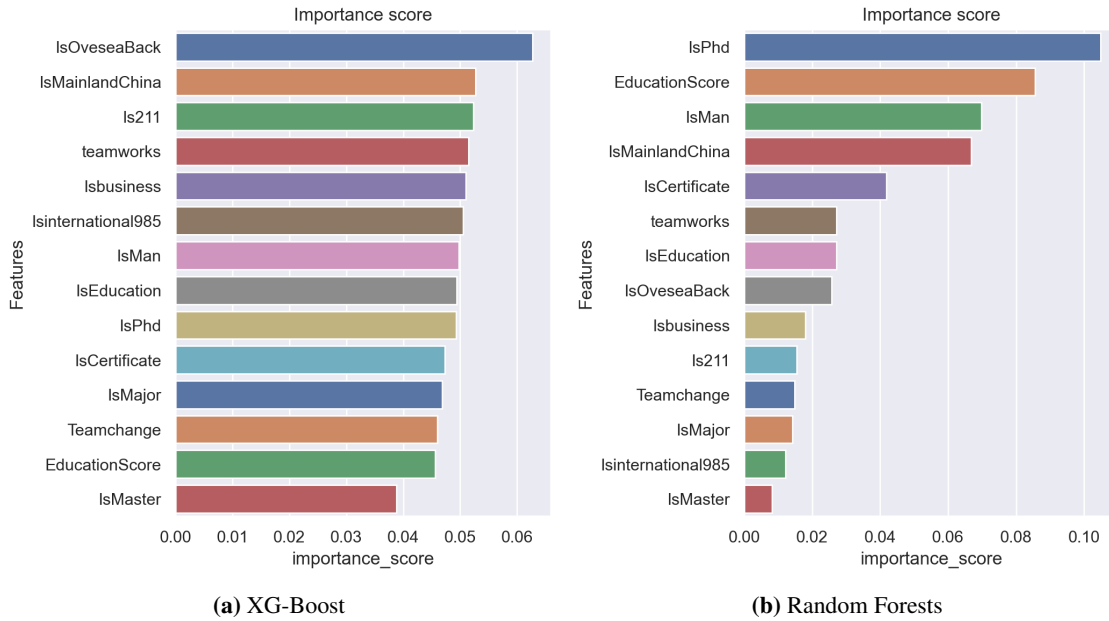 Importance score
IsOveseaBack
IsMainlandChina
Is211
teamworks
Isbusiness
Isinternational985
IsMan
IsEducation
IsPhd
IsCertificate
IsMajor
Teamchange
EducationScore
IsMaster
Features
0.00 0.01 0.02 0.03 0.04 0.05 0.06
importance_score
(a) XG-Boost
Importance score
IsPhd
EducationScore
IsMan
IsMainlandChina
IsCertificate
teamworks
IsEducation
IsOveseaBack
Isbusiness
Is211
Teamchange
IsMajor
Isinternational985
IsMaster
Features
0.00 0.02 0.04 0.06 0.08 0.10
importance_score
(b) Random Forests